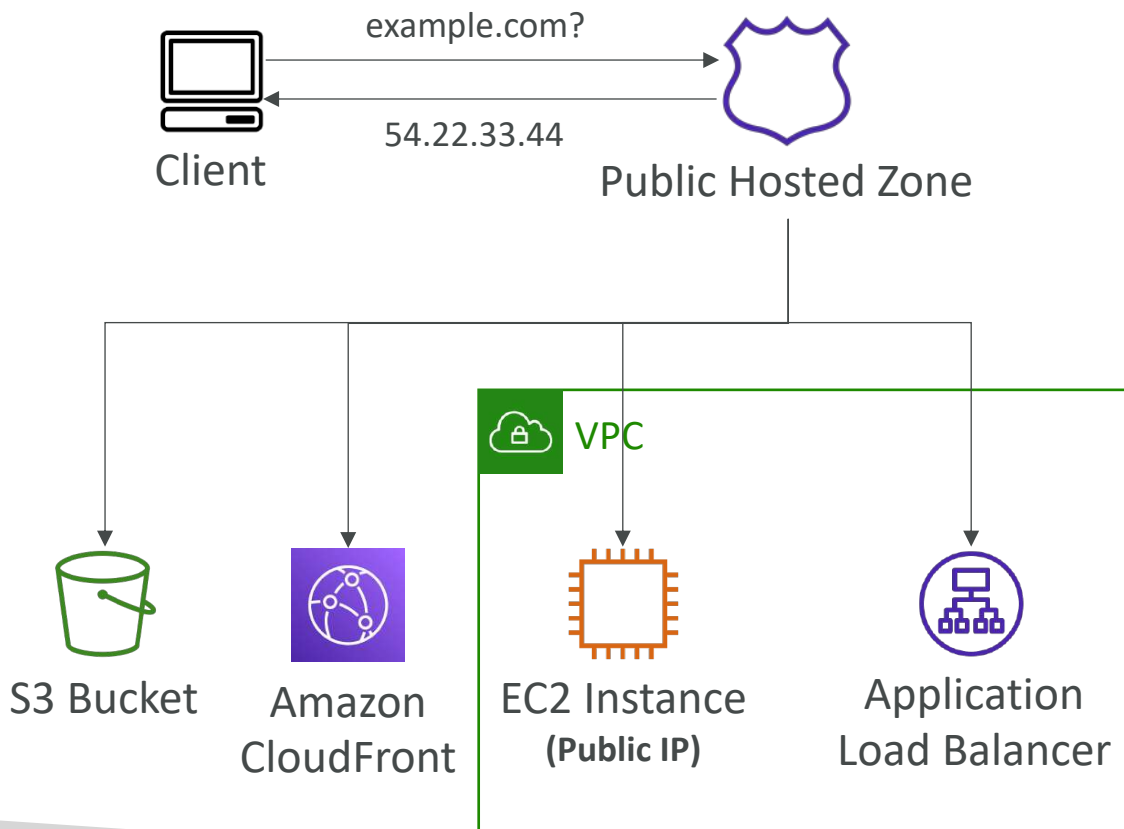 example.com?
54.22.33.44
Client
Public Hosted Zone
VPC
S3 Bucket
Amazon
CloudFront
EC2 Instance
(Public IP)
Application
Load Balancer